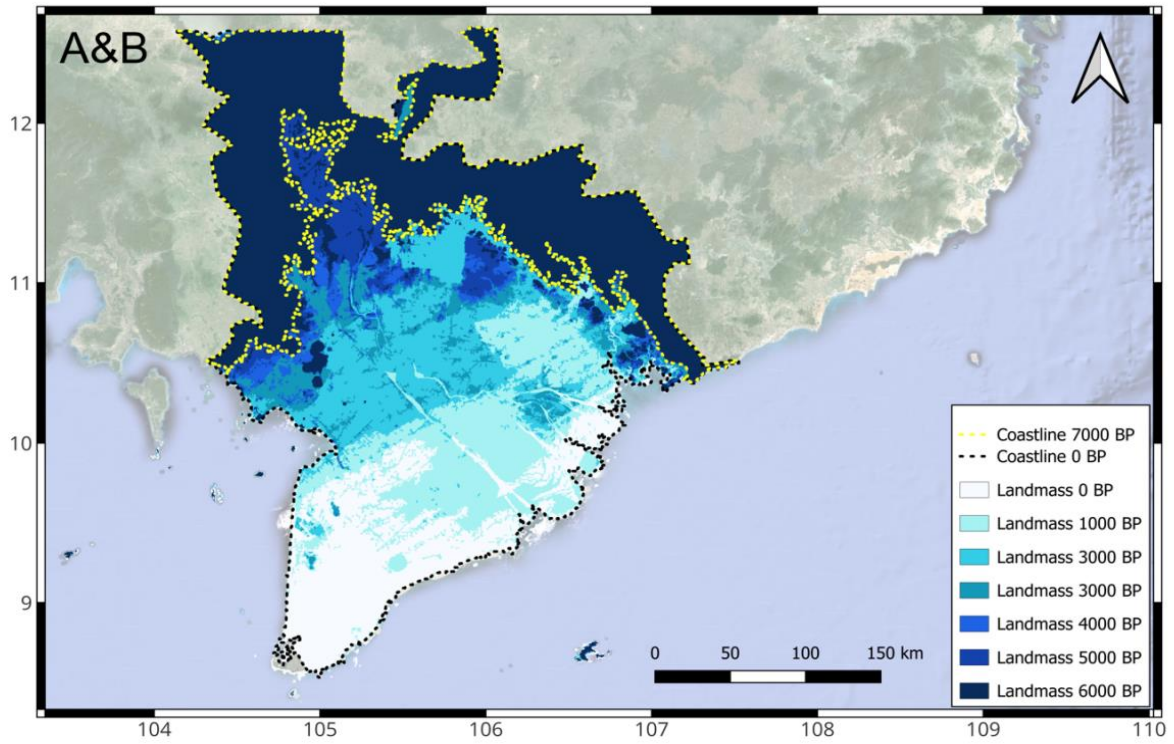 A&B
12
11
10
9
Coastline 7000 BP
Coastline 0 BP
Landmass 0 BP
Landmass 1000 BP
Landmass 3000 BP
Landmass 3000 BP
Landmass 4000 BP
Landmass 5000 BP
Landmass 6000 BP
0 50 100 150 km
104 105 106 107 108 109 110